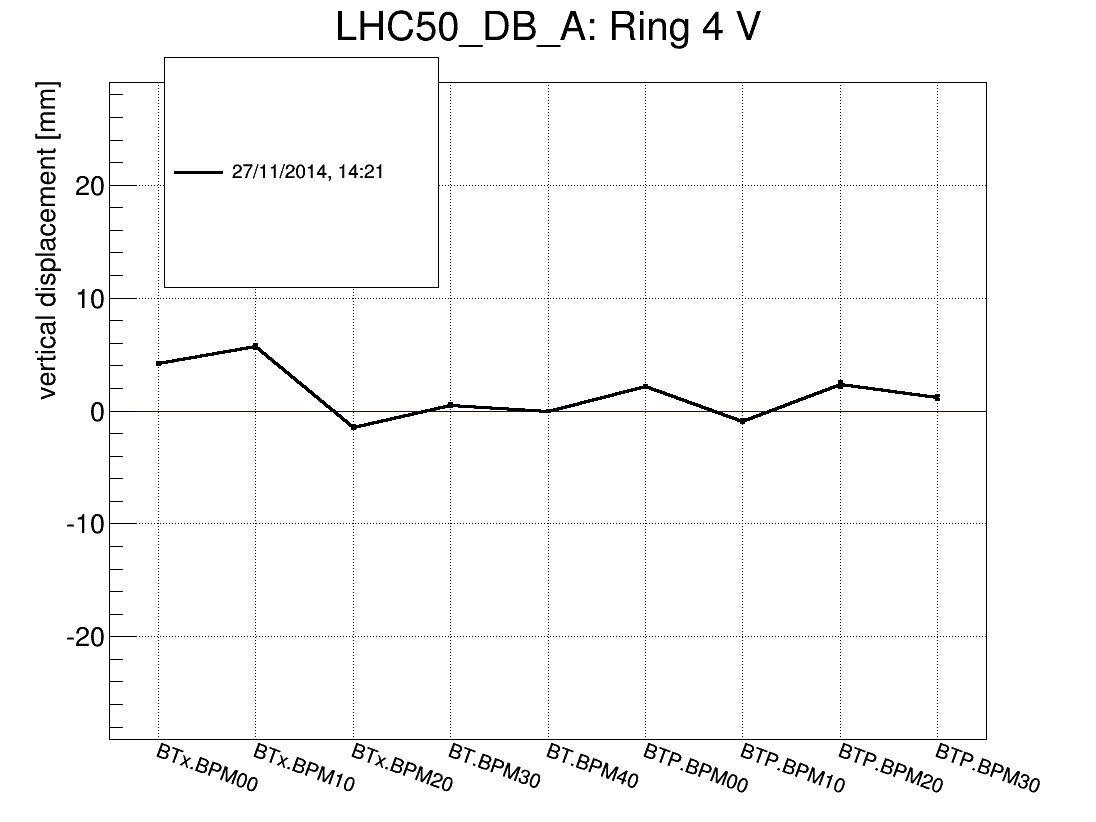 LHC50_DB_A: Ring 4 V
vertical displacement [mm]
27/11/2014, 14:21
20
10
0
-10
-20
BTx.BPM00
BTx.BPM10
BTx.BPM20
BT.BPM30
BT.BPM40
BTP.BPM00
BTP.BPM10
BTP.BPM20
BTP.BPM30